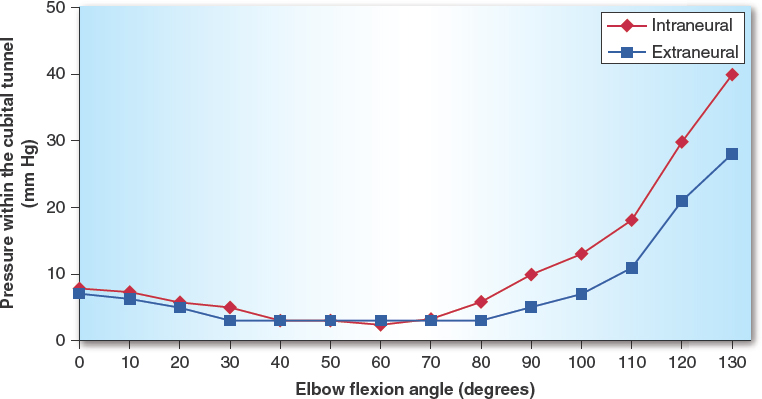 Pressure within the cubital tunnel
(mm Hg)
50
40
30
20
10
0
Intraneural
Extraneural
0 10 20 30 40 50 60 70 80 90 100 110 120 130
Elbow flexion angle (degrees)